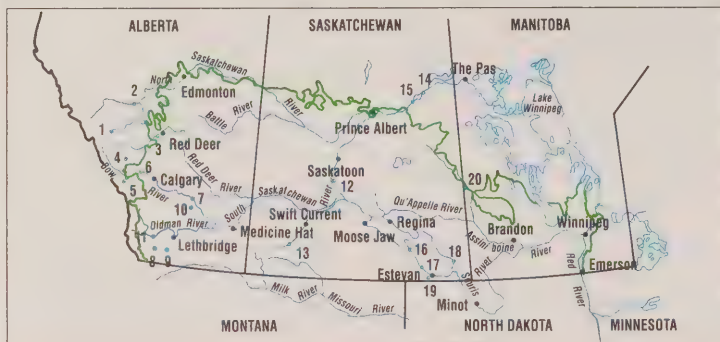 ALBERTA
SASKATCHEWAN
MANITOBA
North Saskatchewan River
Edmonton
2
Battle River
15
14
The Pas
Lake Winnipeg
1
Prince Albert
3
Red Deer
4
6
Saskatoon
Bow River
5
Calgary
Red Deer River
7
10
12
20
South Saskatchewan River
Qu'Appelle River
Swift Current
Regina
Brandon
Winnipeg
11
Oldman River
Lethbridge
Medicine Hat
Moose Jaw
Assiniboine River
8
9
13
16
17
18
Estevan
19
Souris River
Red River
Emerson
Milk River
Missouri River
Minot
MONTANA
NORTH DAKOTA
MINNESOTA